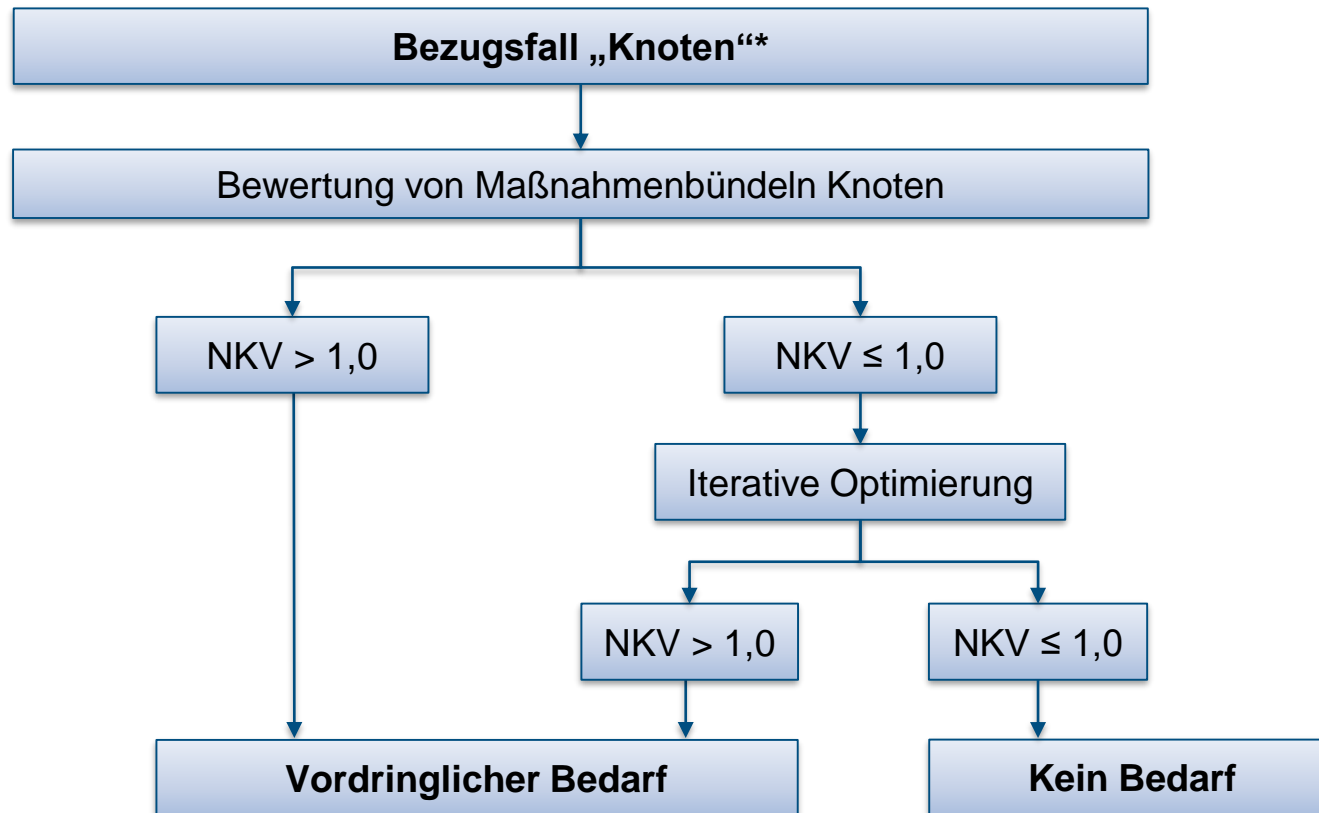 Bezugsfall „Knoten“*
Bewertung von Maßnahmenbündeln Knoten
NKV > 1,0
NKV ≤ 1,0
Iterative Optimierung
NKV > 1,0
NKV ≤ 1,0
Vordringlicher Bedarf
Kein Bedarf